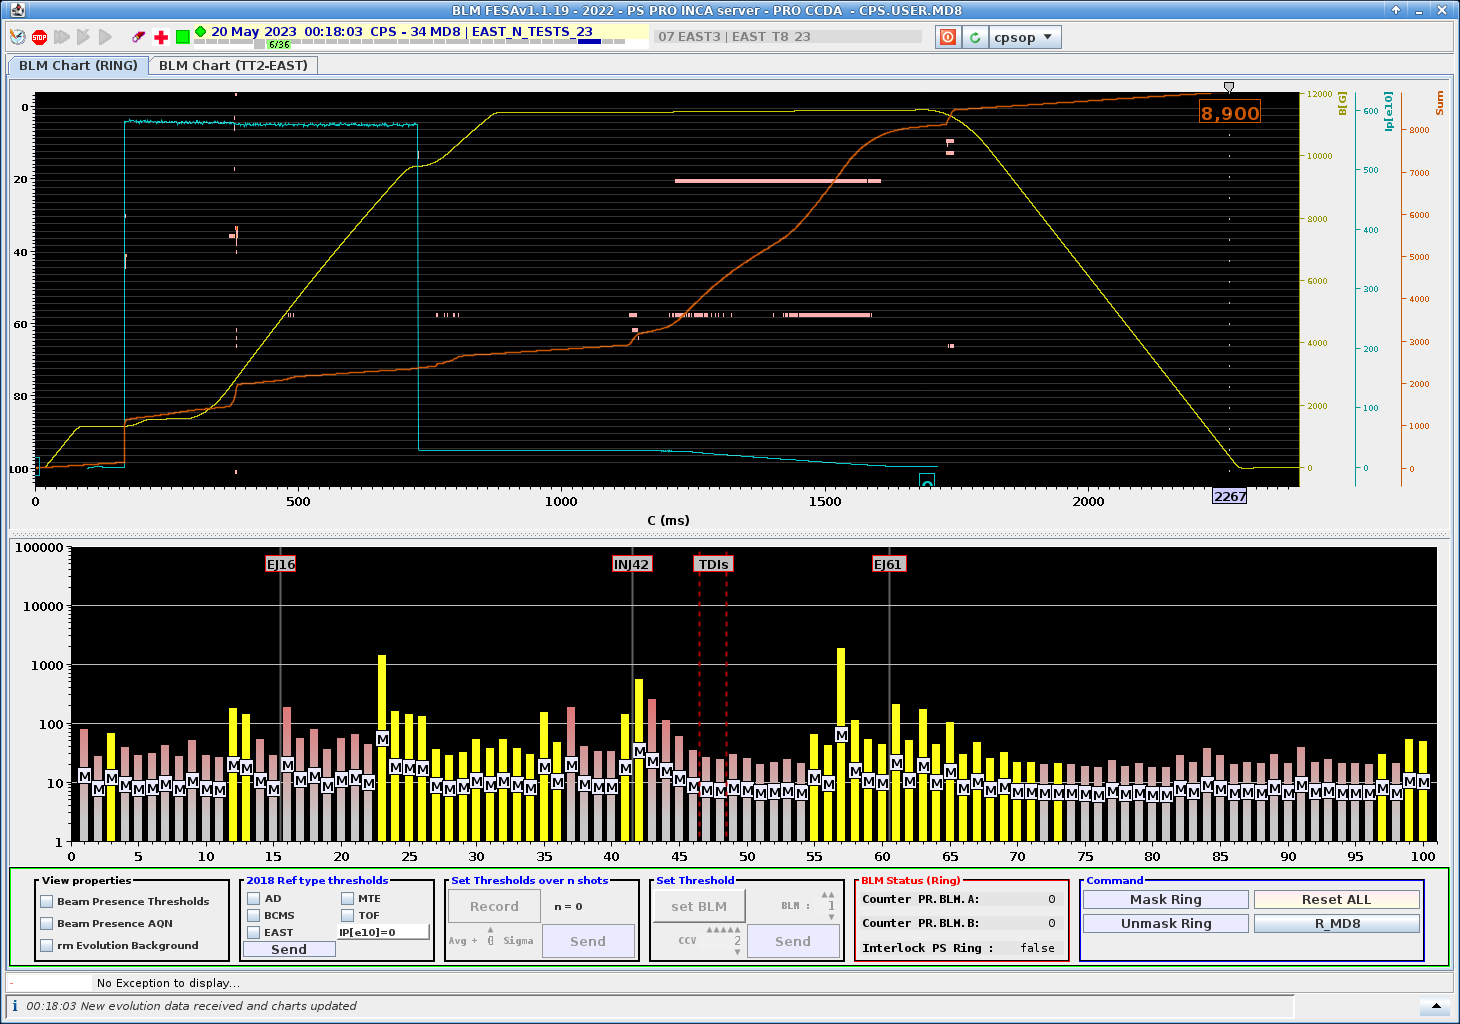 BLM FESAv1.1.19 - 2022 - PS PRO INCA server - PRO CCDA - CPS.USER.MD8
STOP 20 May 2023 00:18:03 CPS - 34 MD8 | EAST_N_TESTS_23 07 EAST3 | EAST_T8_23 cpsop
6/36
BLM Chart (RING) BLM Chart (TT2-EAST)
0 20 40 60 80 100
8,900
B[G] 12000 10000 8000 6000 4000 2000 0
Ip[e10] 600 500 400 300 200 100 0
Sum 8000 7000 6000 5000 4000 3000 2000 1000 0
0 500 1000 1500 2000 2267
C (ms)
100000 10000 1000 100 10 1
EJ16 INJ42 TDIs EJ61
M M M M M M M M M M M M M M M M M M M M M M M M M M M M M M M M M M M M M M M M M M M M M M M M M M M M M M M M M M M M M M M M M M M M M M M M M M M M M M M M M M M M M M M M M M M M M M M M M M M M
0 5 10 15 20 25 30 35 40 45 50 55 60 65 70 75 80 85 90 95 100
View properties
Beam Presence Thresholds
Beam Presence AQN
rm Evolution Background
2018 Ref type thresholds
AD MTE
BCMS TOF
EAST IP[e10]=0
Send
Set Thresholds over n shots
Record n = 0
Avg + 0 Sigma Send
Set Threshold
set BLM BLM : 1
CCV 2 Send
BLM Status (Ring)
Counter PR.BLM.A: 0
Counter PR.BLM.B: 0
Interlock PS Ring : false
Command
Mask Ring Reset ALL
Unmask Ring R_MD8
- No Exception to display...
i 00:18:03 New evolution data received and charts updated